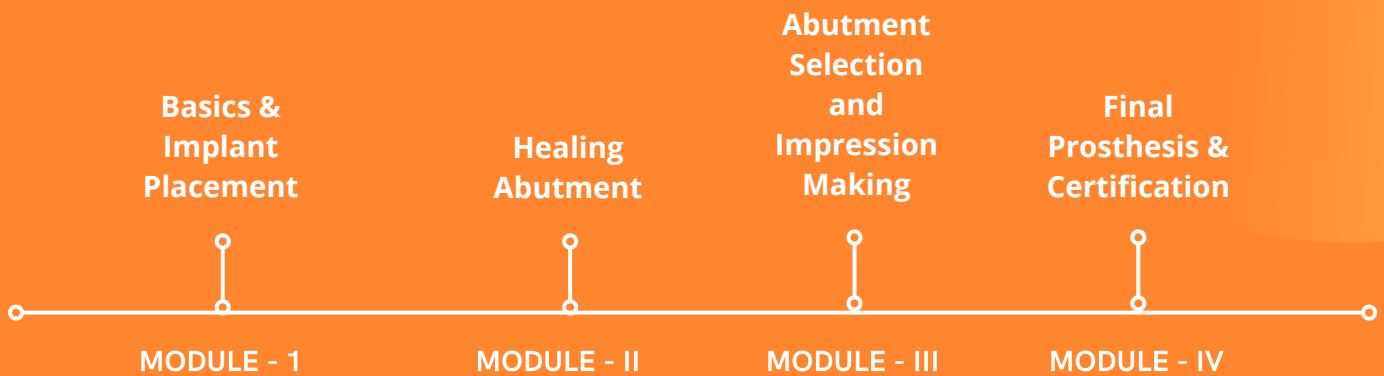 Basics &
Implant
Placement
Healing
Abutment
Abutment
Selection
and
Impression
Making
Final
Prosthesis &
Certification
MODULE - 1
MODULE - II
MODULE - III
MODULE - IV